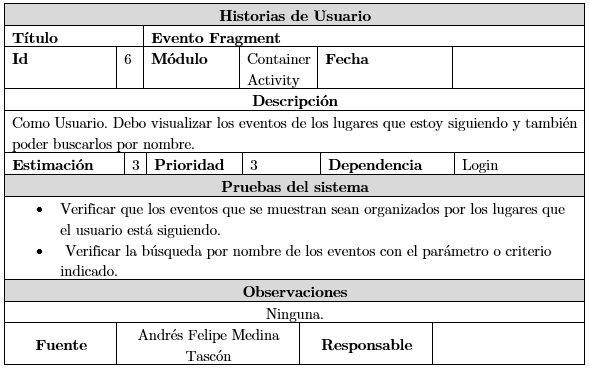 Historias de Usuario
Título Evento Fragment
Id 6 Módulo Container Activity Fecha
Descripción
Como Usuario. Debo visualizar los eventos de los lugares que estoy siguiendo y también
poder buscarlos por nombre.
Estimación 3 Prioridad 3 Dependencia Login
Pruebas del sistema
• Verificar que los eventos que se muestran sean organizados por los lugares que
el usuario está siguiendo.
• Verificar la búsqueda por nombre de los eventos con el parámetro o criterio
indicado.
Observaciones
Ninguna.
Fuente Andrés Felipe Medina Tascón Responsable